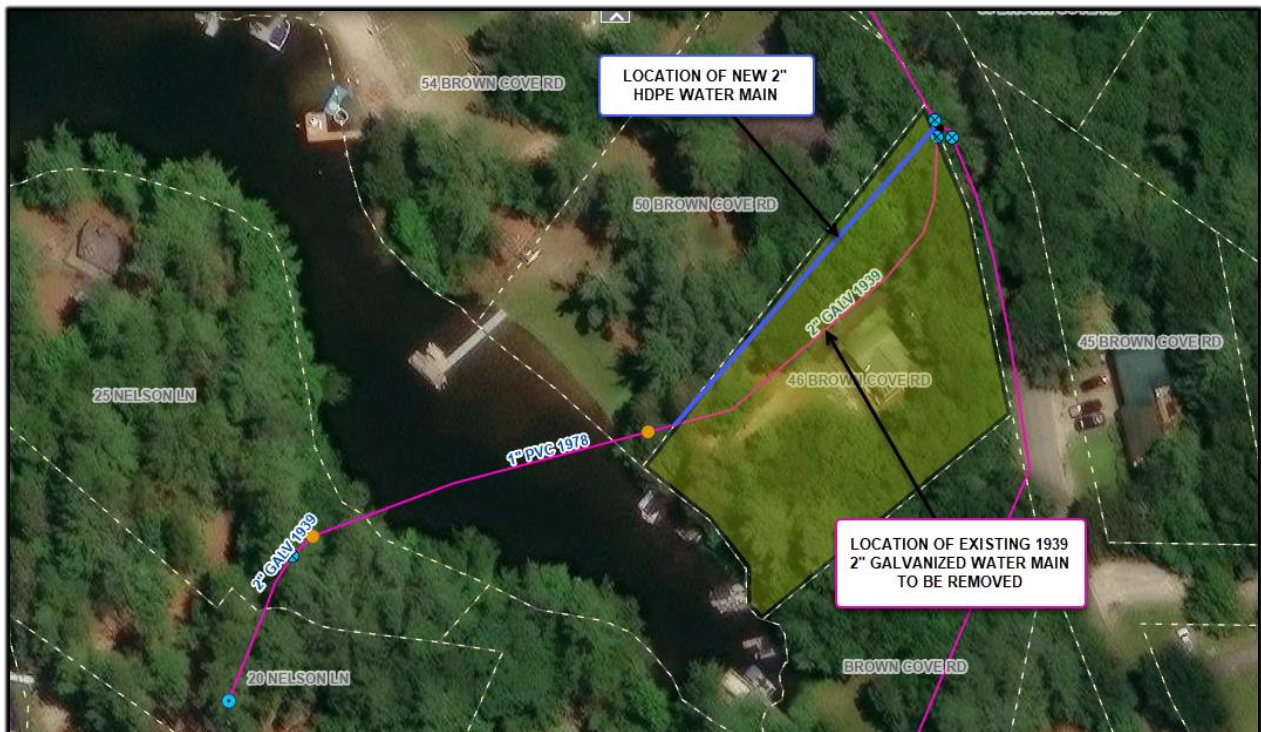 54 BROWN COVE RD
LOCATION OF NEW 2"
HDPE WATER MAIN
50 BROWN COVE RD
2" GALV 1939
46 BROWN COVE RD
45 BROWN COVE RD
25 NELSON LN
1" PVC 1978
2" GALV 1939
LOCATION OF EXISTING 1939
2" GALVANIZED WATER MAIN
TO BE REMOVED
20 NELSON LN
BROWN COVE RD